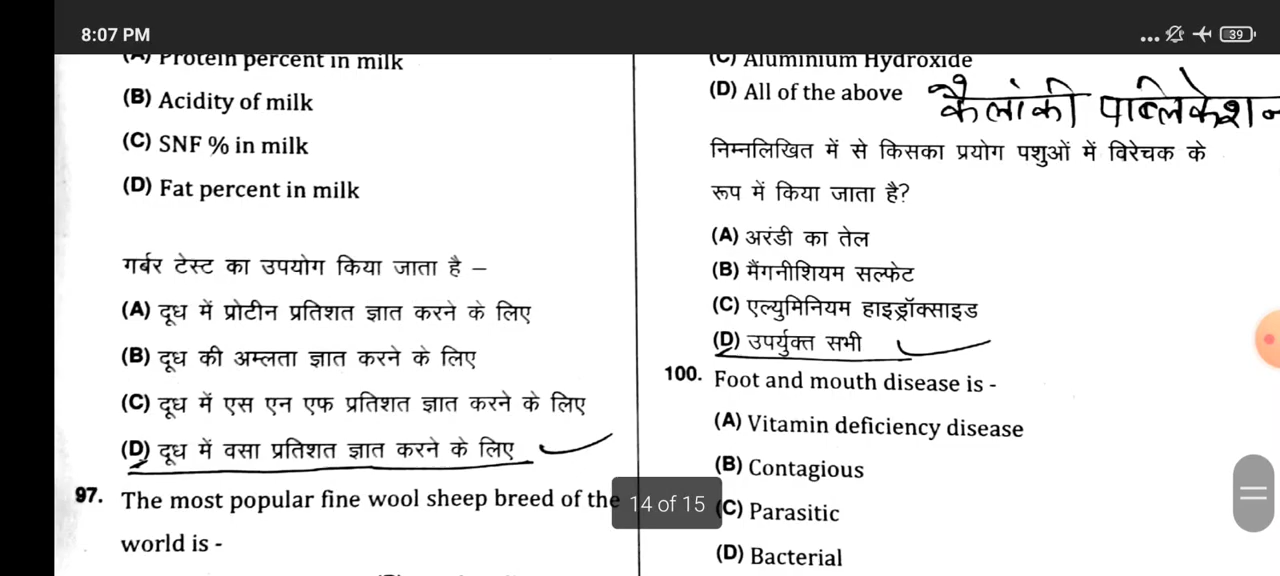 8:07 PM
39
(A) Protein percent in milk
(B) Acidity of milk
(C) SNF % in milk
(D) Fat percent in milk
गर्बर टेस्ट का उपयोग किया जाता है –
(A) दूध में प्रोटीन प्रतिशत ज्ञात करने के लिए
(B) दूध की अम्लता ज्ञात करने के लिए
(C) दूध में एस एन एफ प्रतिशत ज्ञात करने के लिए
(D) दूध में वसा प्रतिशत ज्ञात करने के लिए
97. The most popular fine wool sheep breed of the
world is -
14 of 15
(C) Aluminium Hydroxide
(D) All of the above
कैलांकी पाब्लिकेशन
निम्नलिखित में से किसका प्रयोग पशुओं में विरेचक के
रूप में किया जाता है?
(A) अरंडी का तेल
(B) मैंगनीशियम सल्फेट
(C) एल्युमिनियम हाइड्रॉक्साइड
(D) उपर्युक्त सभी
100. Foot and mouth disease is -
(A) Vitamin deficiency disease
(B) Contagious
(C) Parasitic
(D) Bacterial